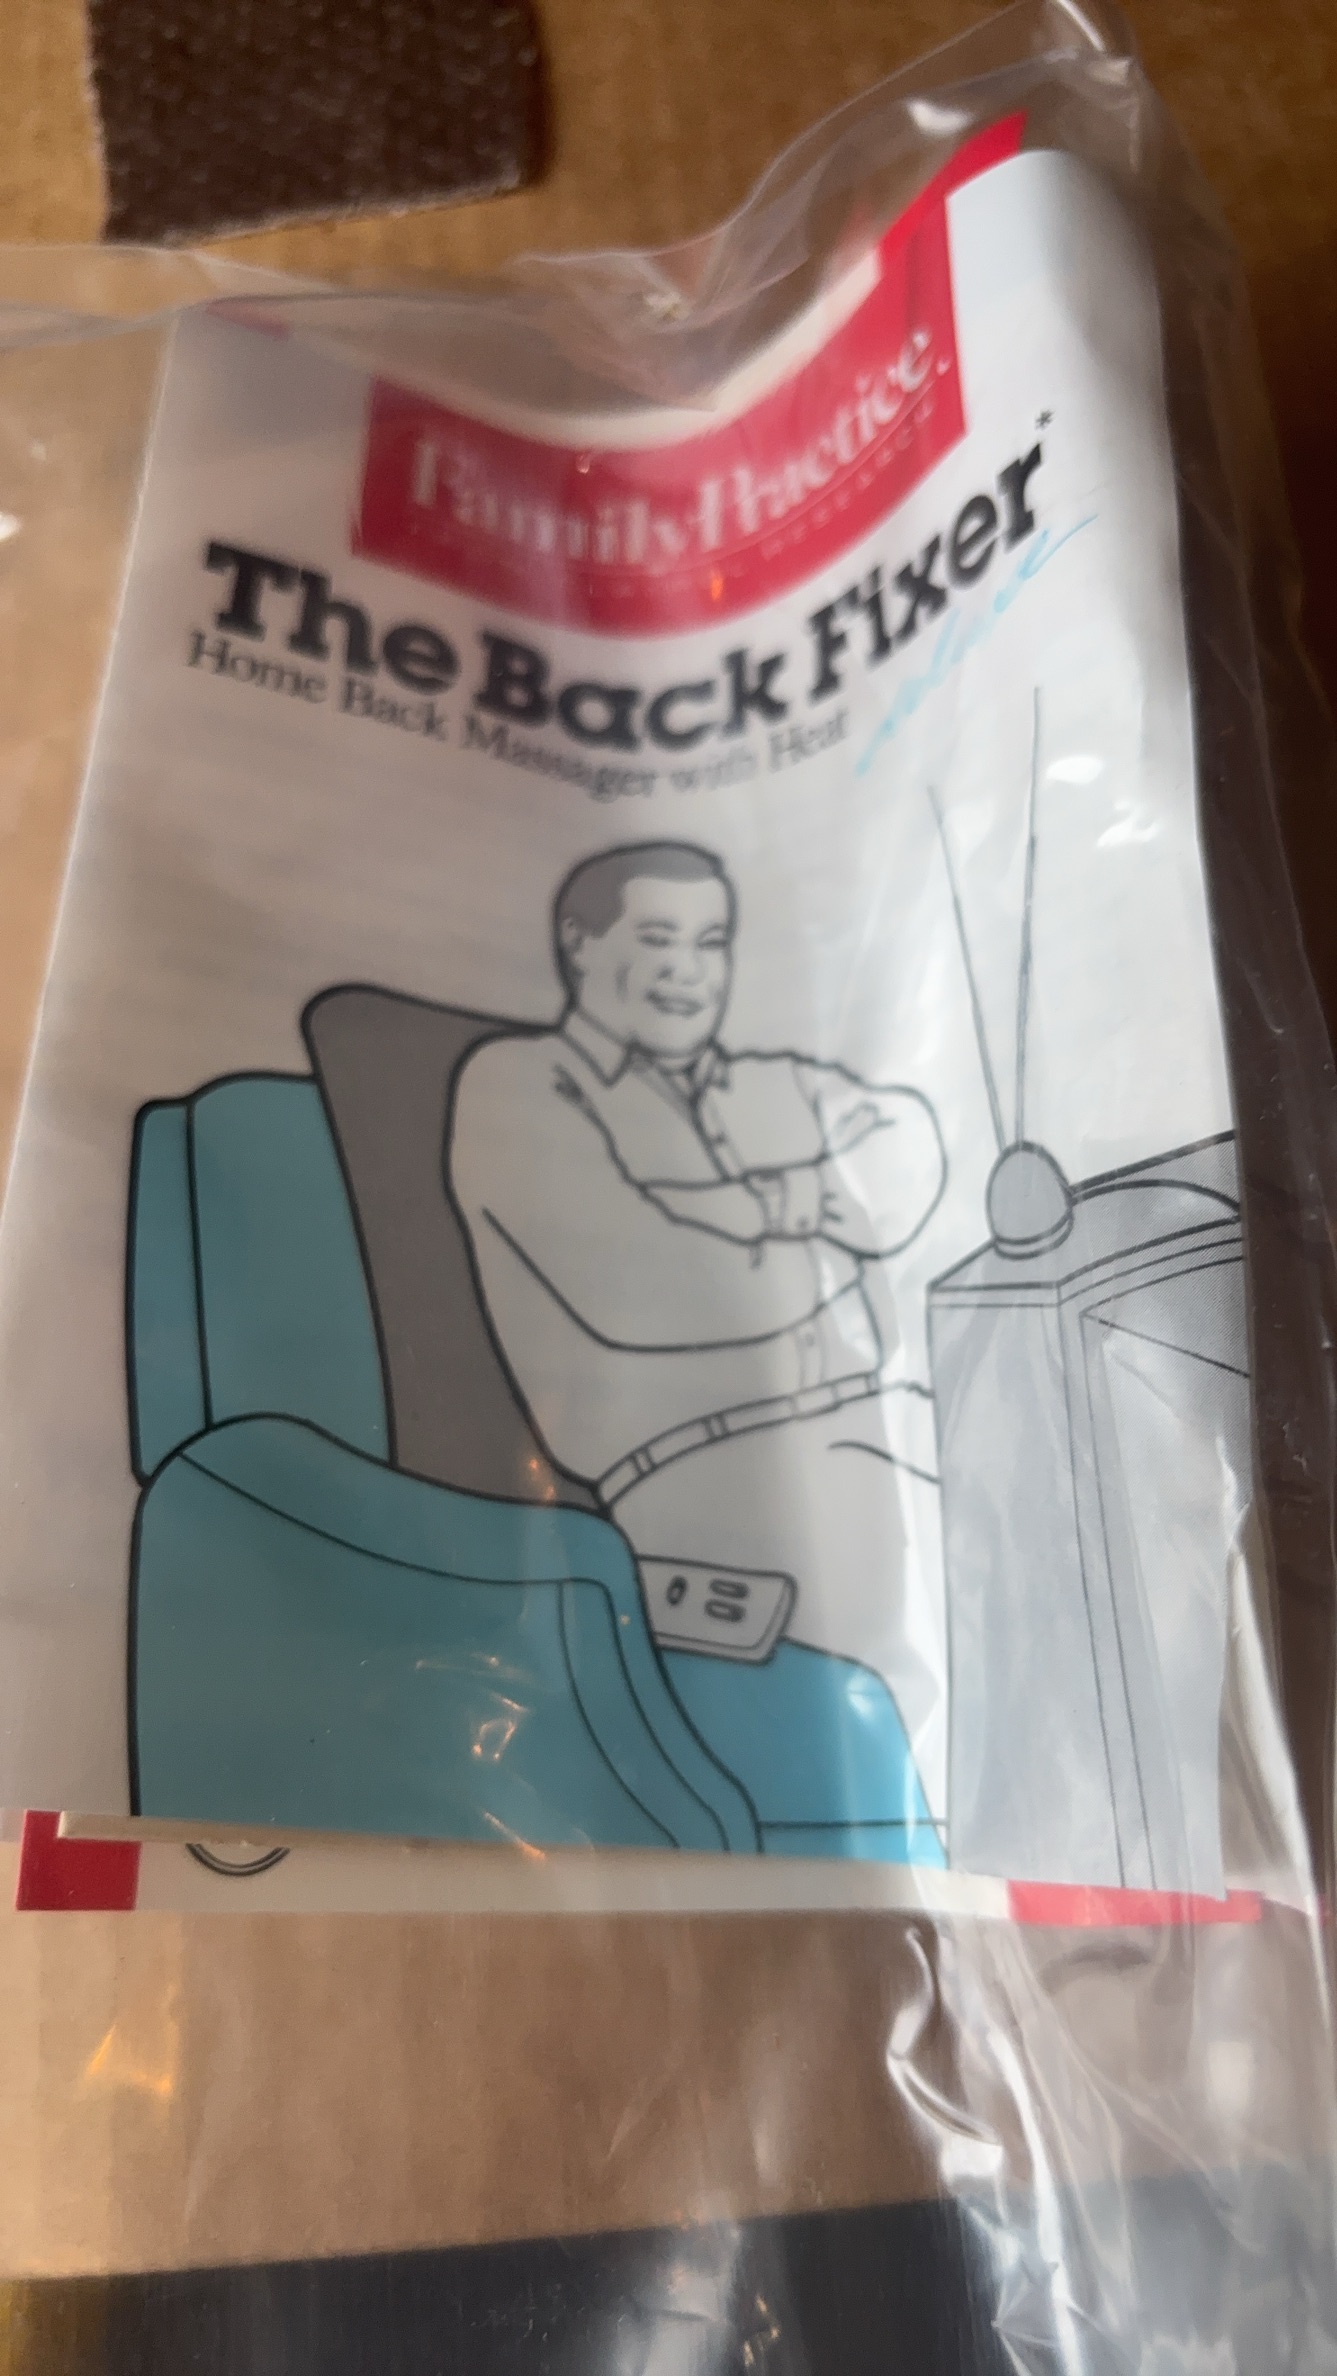 FamilyPractice.
The Back Fixer*
Home Back Massager with Heat